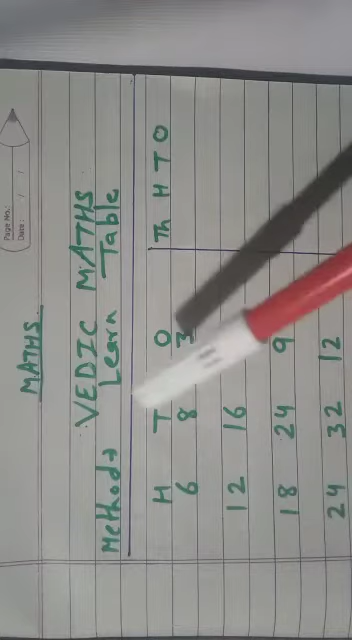 Page No.:
Date: / /
MATHS
VEDIC MATHS
Method→ Learn Table
H T O Th H T O
6 8 3
12 16
18 24 9
24 32 12